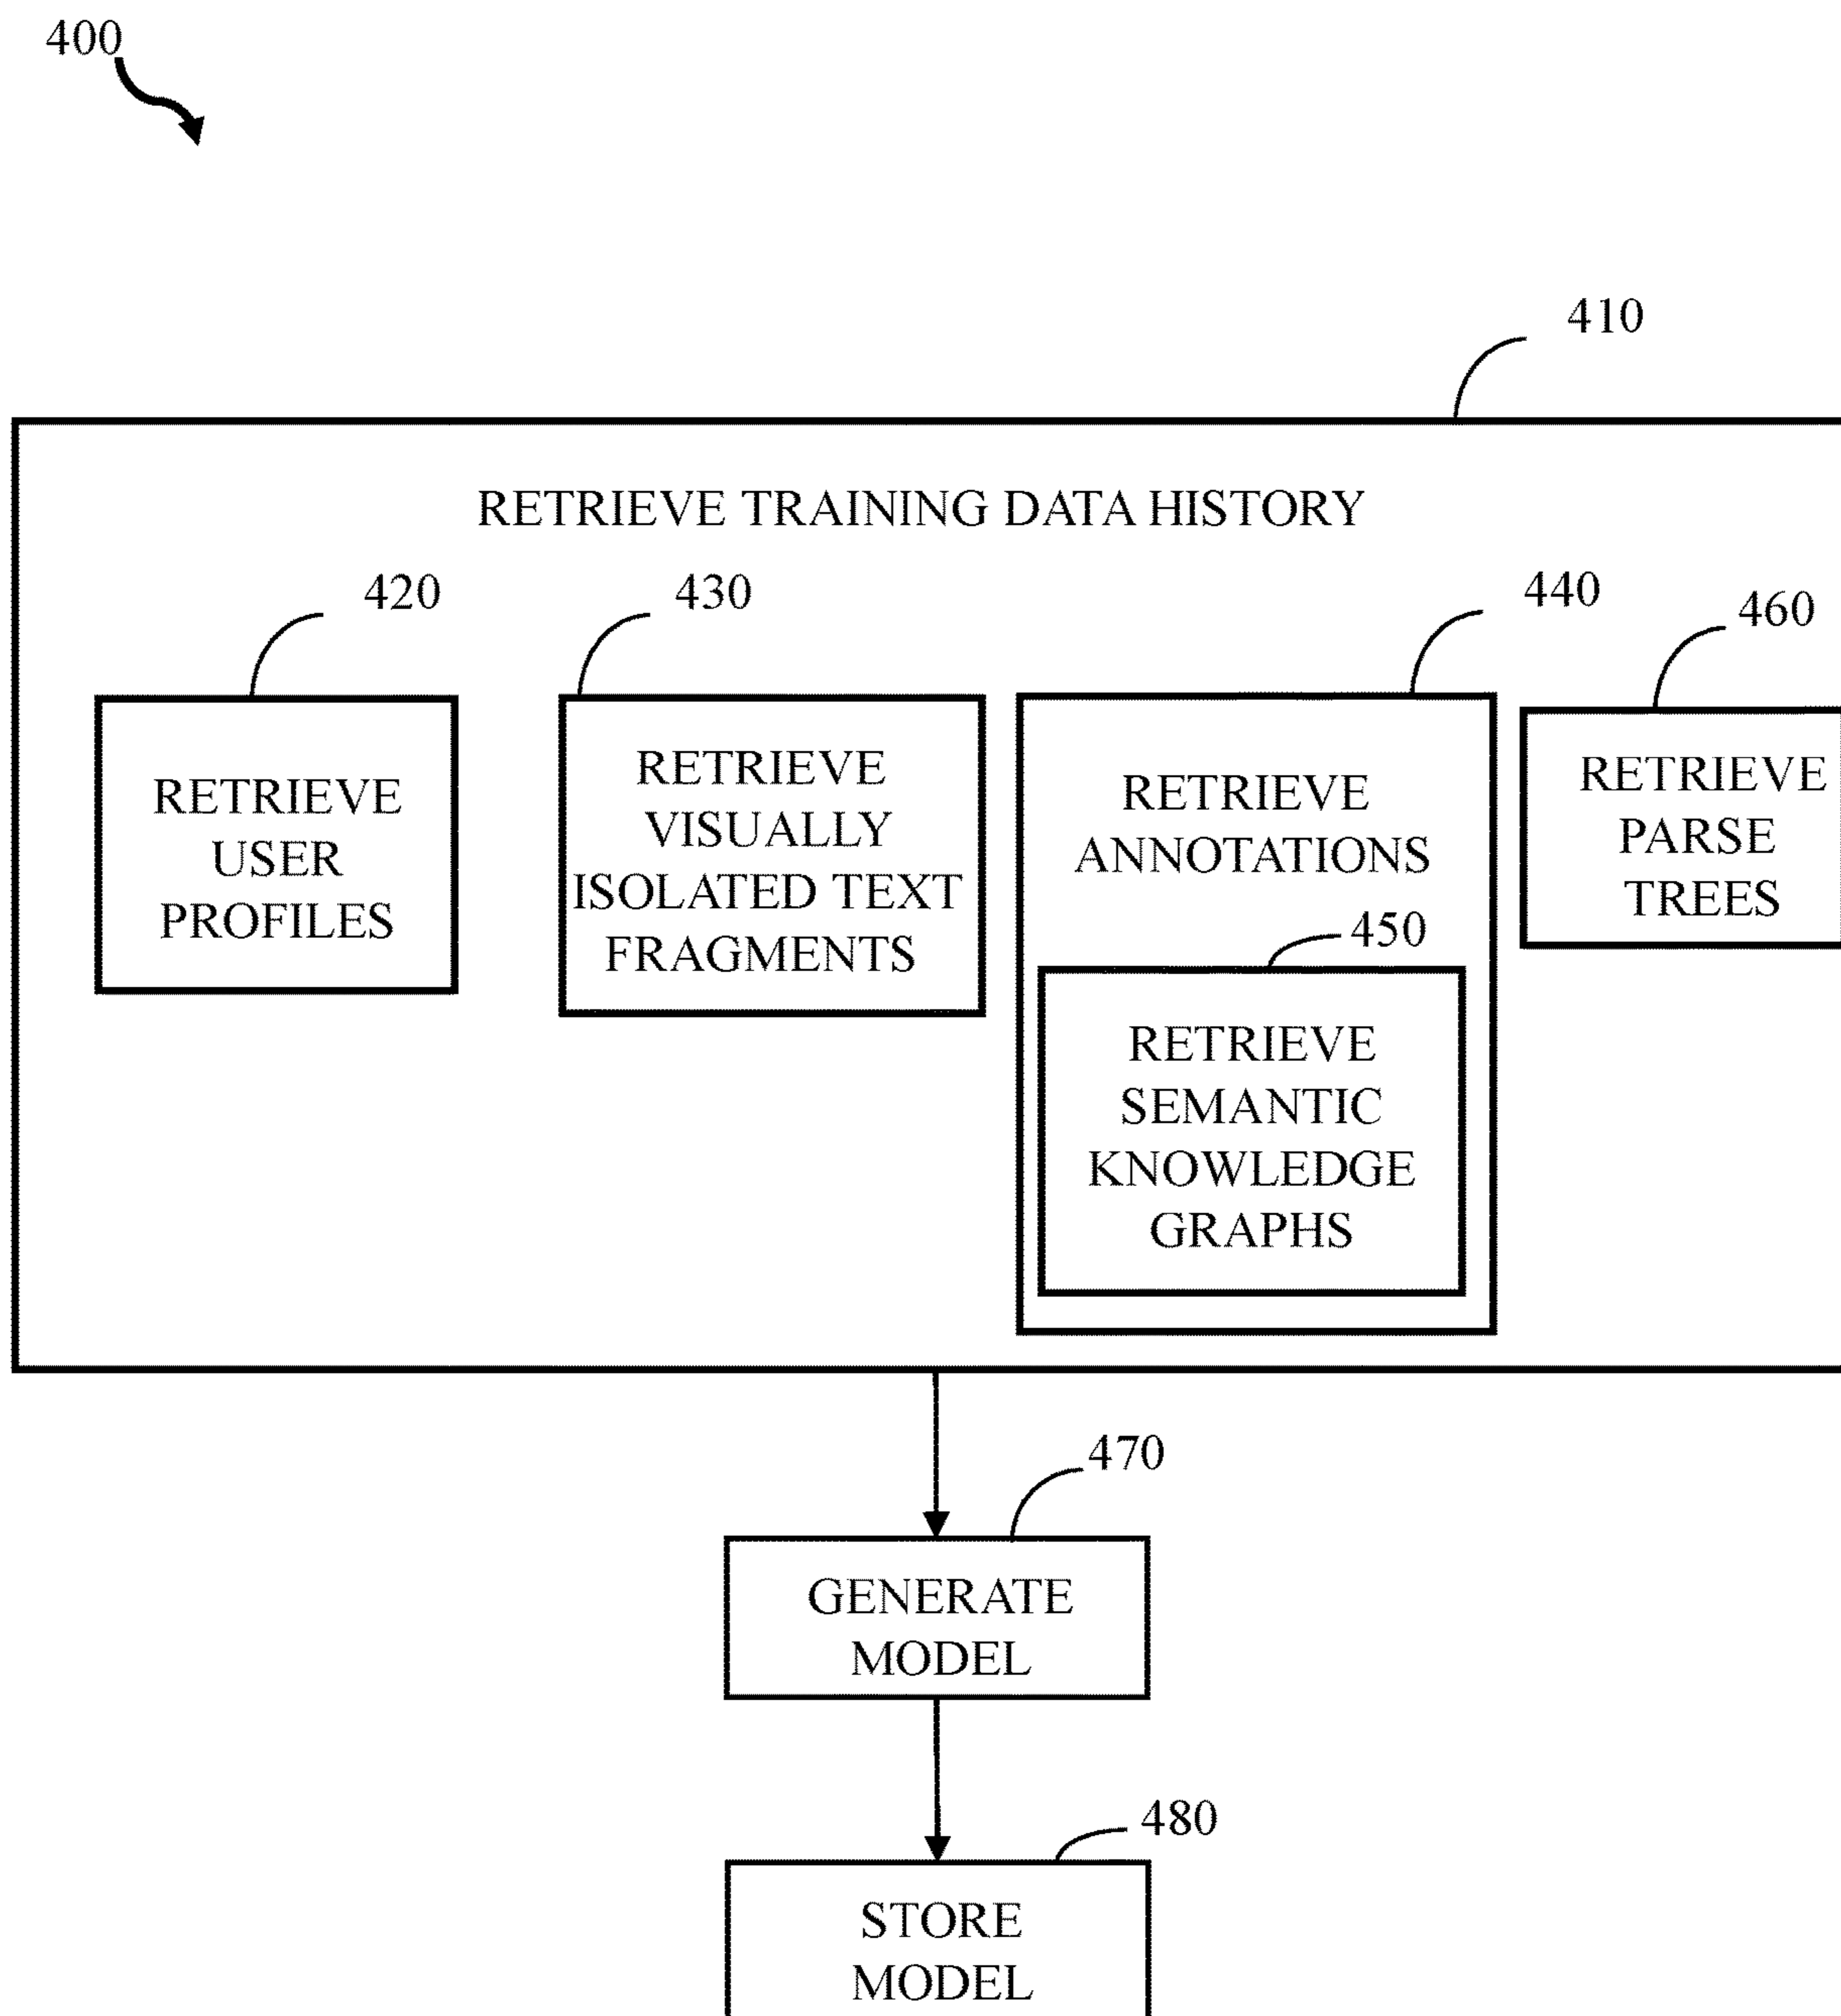 400
410
RETRIEVE TRAINING DATA HISTORY
420
430
440
460
RETRIEVE
USER
PROFILES
RETRIEVE
VISUALLY
ISOLATED TEXT
FRAGMENTS
RETRIEVE
ANNOTATIONS
450
RETRIEVE
SEMANTIC
KNOWLEDGE
GRAPHS
RETRIEVE
PARSE
TREES
470
GENERATE
MODEL
480
STORE
MODEL